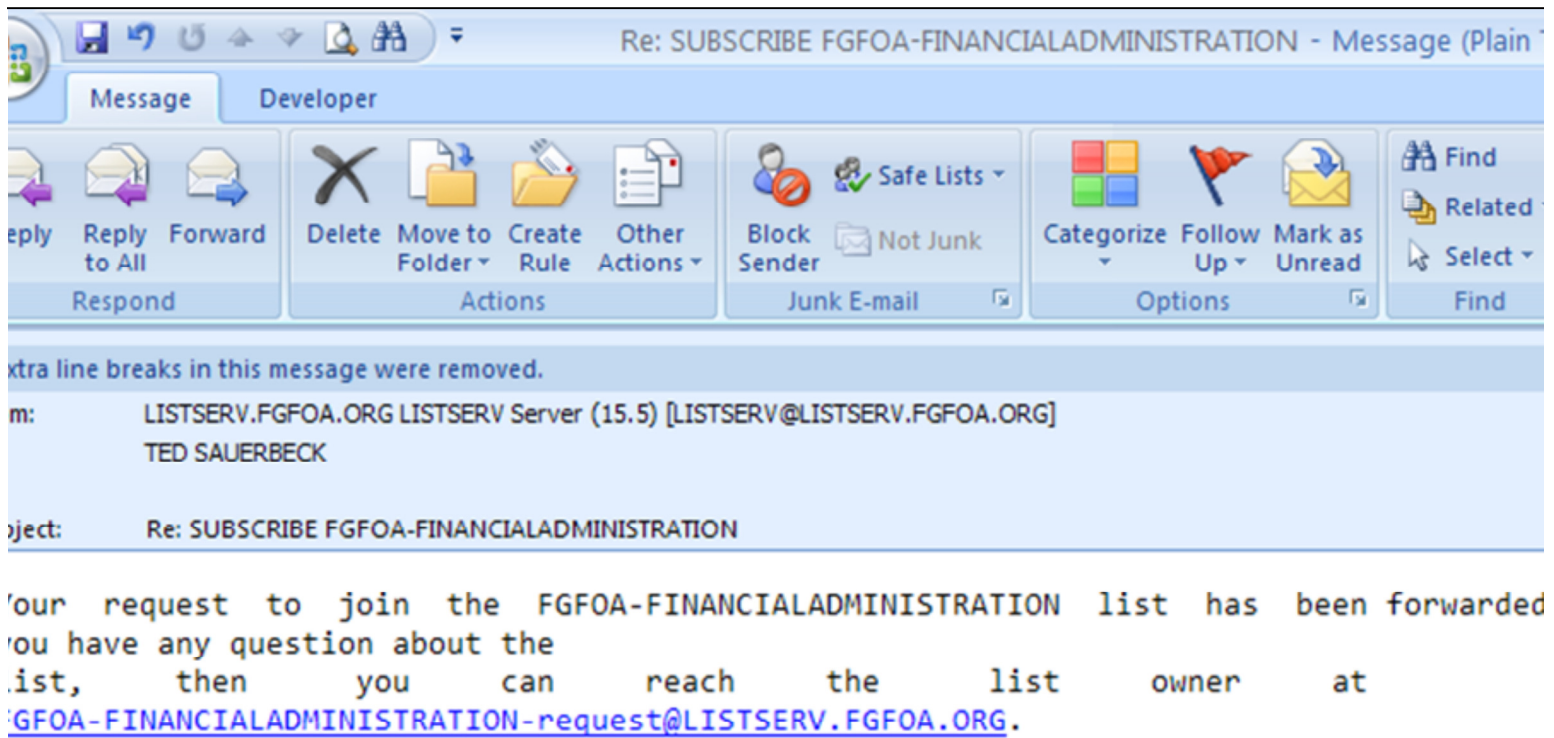 Re: SUBSCRIBE FGFOA-FINANCIALADMINISTRATION - Message (Plain
Message Developer
eply Reply to All Forward Delete Move to Folder Create Rule Other Actions Block Sender Safe Lists Not Junk Categorize Follow Up Mark as Unread Find Related Select
Respond Actions Junk E-mail Options Find
xtra line breaks in this message were removed.
m: LISTSERV.FGFOA.ORG LISTSERV Server (15.5) [LISTSERV@LISTSERV.FGFOA.ORG]
TED SAUERBECK
bject: Re: SUBSCRIBE FGFOA-FINANCIALADMINISTRATION
our request to join the FGFOA-FINANCIALADMINISTRATION list has been forwarded
ou have any question about the
ist, then you can reach the list owner at
GFOA-FINANCIALADMINISTRATION-request@LISTSERV.FGFOA.ORG.